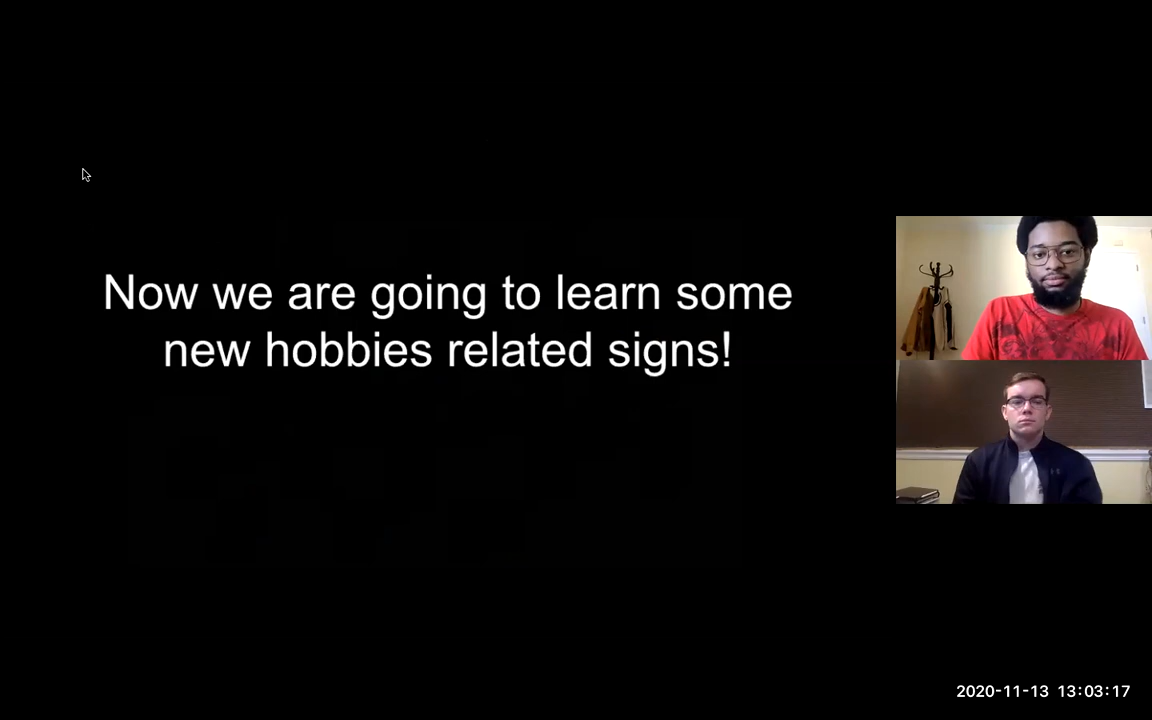 Now we are going to learn some
new hobbies related signs!
2020-11-13 13:03:17